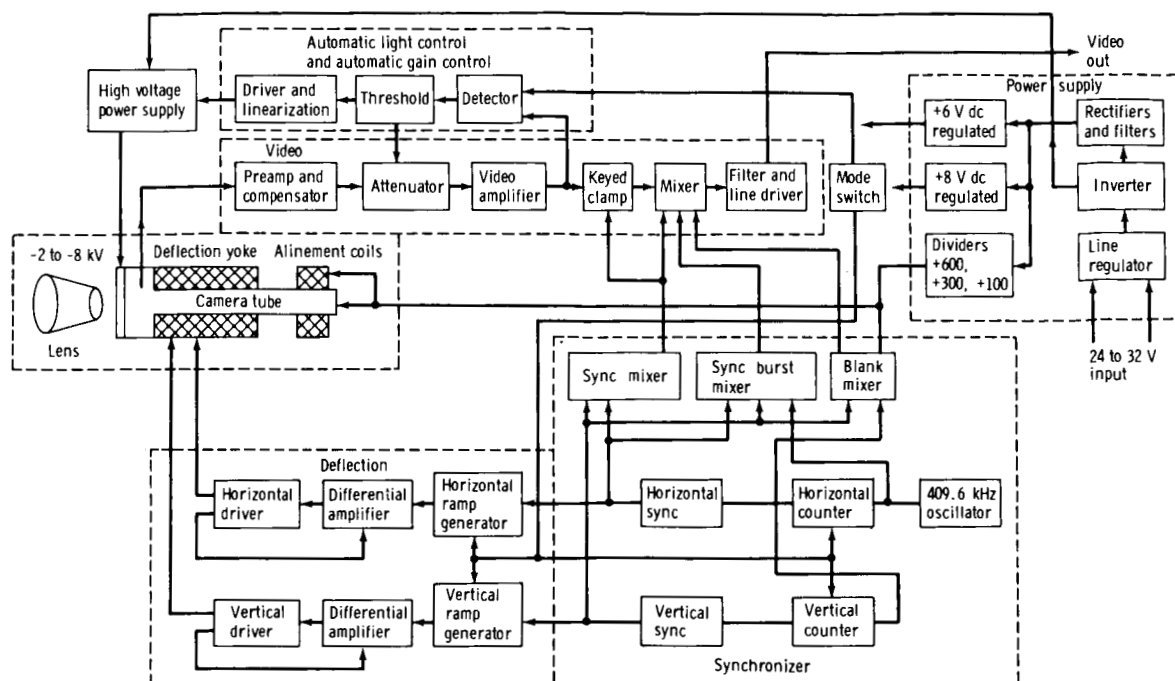 Automatic light control
and automatic gain control
Video
out
High voltage
power supply
Driver and
linearization
Threshold
Detector
Power supply
+6 V dc
regulated
Rectifiers
and filters
Video
Preamp and
compensator
Attenuator
Video
amplifier
Keyed
clamp
Mixer
Filter and
line driver
Mode
switch
+8 V dc
regulated
Inverter
-2 to -8 kV
Deflection yoke
Alinement coils
Camera tube
Lens
Dividers
+600,
+300, +100
Line
regulator
24 to 32 V
input
Sync mixer
Sync burst
mixer
Blank
mixer
Deflection
Horizontal
driver
Differential
amplifier
Horizontal
ramp
generator
Horizontal
sync
Horizontal
counter
409.6 kHz
oscillator
Vertical
driver
Differential
amplifier
Vertical
ramp
generator
Vertical
sync
Vertical
counter
Synchronizer